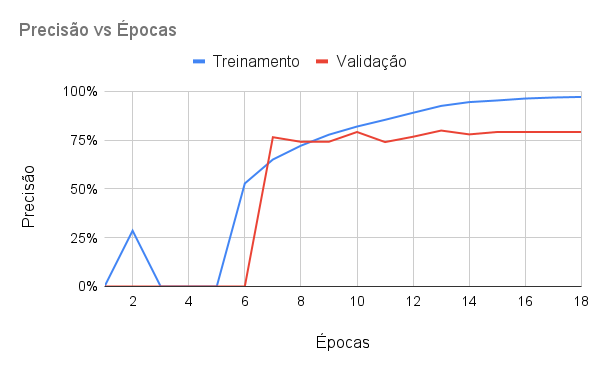 Precisão vs Épocas
Treinamento Validação
100%
75%
50%
25%
0%
Precisão
2 4 6 8 10 12 14 16 18
Épocas